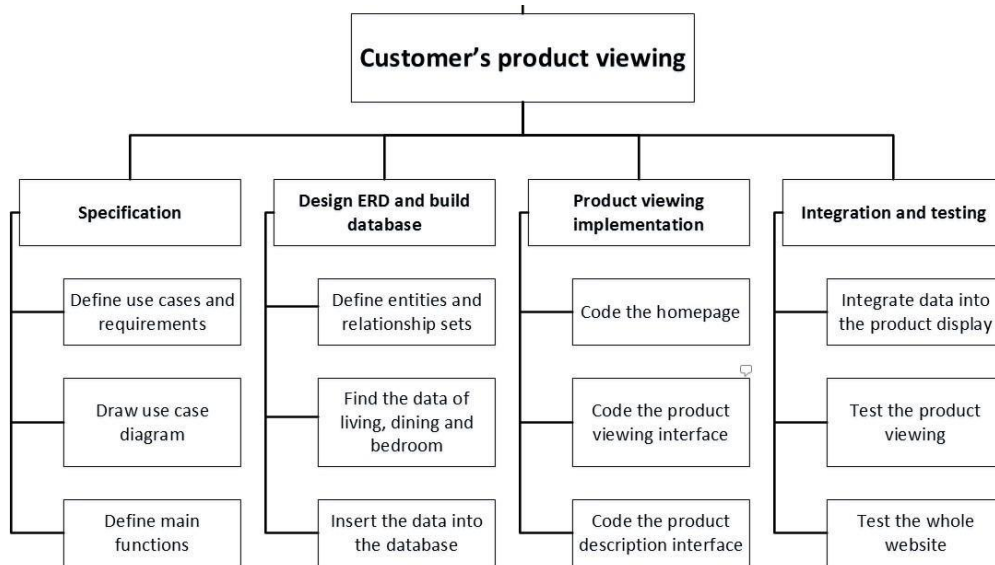 Customer's product viewing
Specification
Define use cases and
requirements
Draw use case
diagram
Define main
functions
Design ERD and build
database
Define entities and
relationship sets
Find the data of
living, dining and
bedroom
Insert the data into
the database
Product viewing
implementation
Code the homepage
Code the product
viewing interface
Code the product
description interface
Integration and testing
Integrate data into
the product display
Test the product
viewing
Test the whole
website